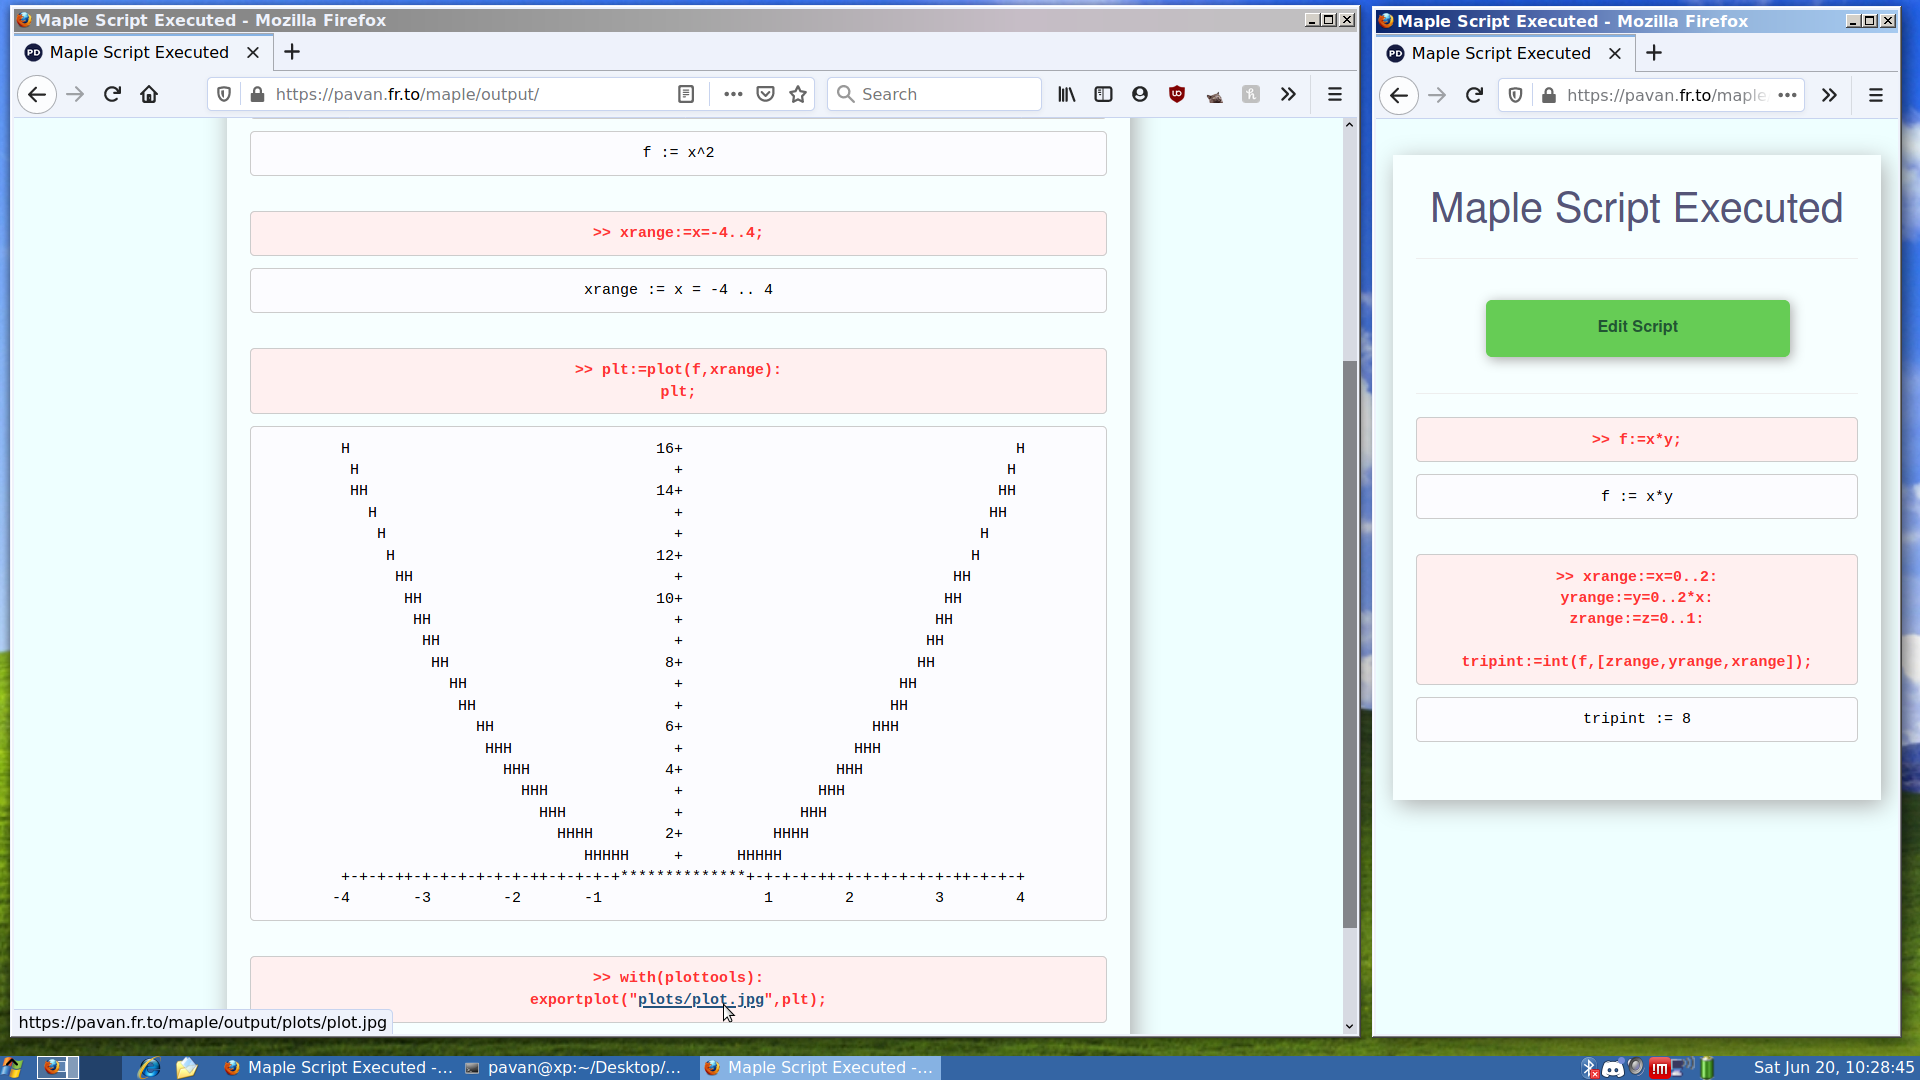 Maple Script Executed - Mozilla Firefox
Maple Script Executed
https://pavan.fr.to/maple/output/
Search
f := x^2
>> xrange:=x=-4..4;
xrange := x = -4 .. 4
>> plt:=plot(f,xrange):
plt;
H 16+ H
H + H
HH 14+ HH
H + HH
H + H
H 12+ H
HH + HH
HH 10+ HH
HH + HH
HH + HH
HH 8+ HH
HH + HH
HH + HH
HH 6+ HHH
HHH + HHH
HHH 4+ HHH
HHH + HHH
HHH + HHH
HHHH 2+ HHHH
HHHHH + HHHHH
+-+-+-++-+-+-+-+-+-+-++-+-+-+-+**************+-+-+-+-++-+-+-+-+-+-+-++-+-+-+
-4 -3 -2 -1 1 2 3 4
>> with(plottools):
exportplot("plots/plot.jpg",plt);
https://pavan.fr.to/maple/output/plots/plot.jpg
Maple Script Executed - Mozilla Firefox
Maple Script Executed
https://pavan.fr.to/maple
Maple Script Executed
Edit Script
>> f:=x*y;
f := x*y
>> xrange:=x=0..2:
yrange:=y=0..2*x:
zrange:=z=0..1:
tripint:=int(f,[zrange,yrange,xrange]);
tripint := 8
Maple Script Executed -...
pavan@xp:~/Desktop/...
Maple Script Executed -...
Sat Jun 20, 10:28:45